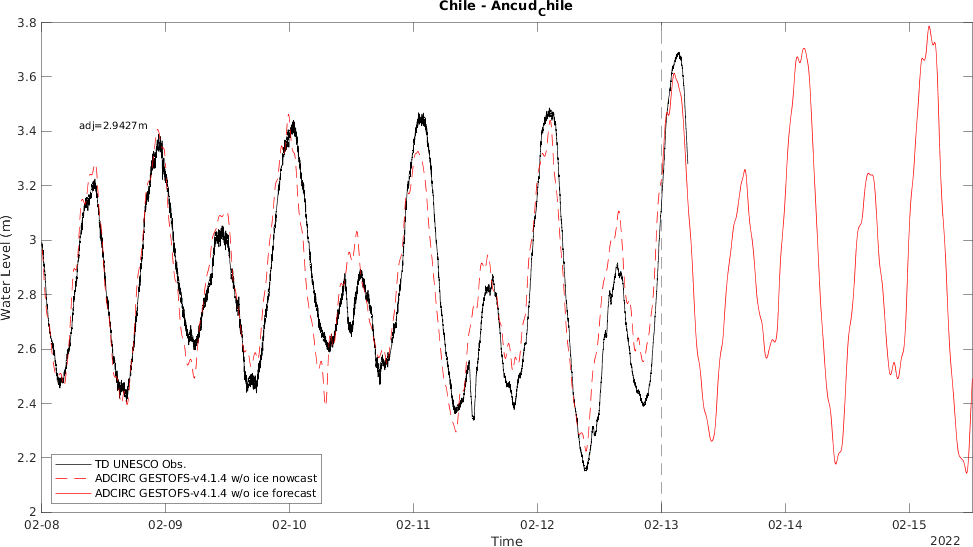 Chile - Ancud_Chile
3.8
3.6
3.4
3.2
3
2.8
2.6
2.4
2.2
2
Water Level (m)
adj=2.9427m
TD UNESCO Obs.
ADCIRC GESTOFS-v4.1.4 w/o ice nowcast
ADCIRC GESTOFS-v4.1.4 w/o ice forecast
02-08 02-09 02-10 02-11 02-12 02-13 02-14 02-15
Time
2022